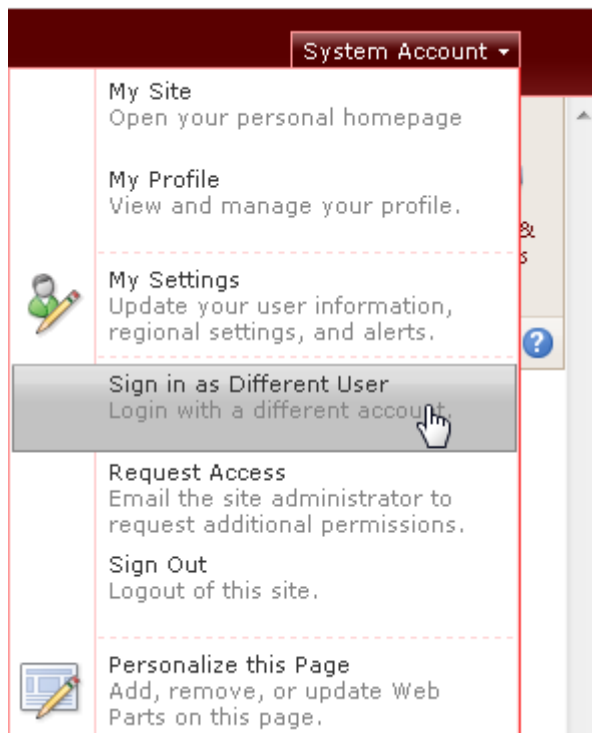 System Account
My Site
Open your personal homepage
My Profile
View and manage your profile.
&
s
My Settings
Update your user information,
regional settings, and alerts.
?
Sign in as Different User
Login with a different account.
Request Access
Email the site administrator to
request additional permissions.
Sign Out
Logout of this site.
Personalize this Page
Add, remove, or update Web
Parts on this page.